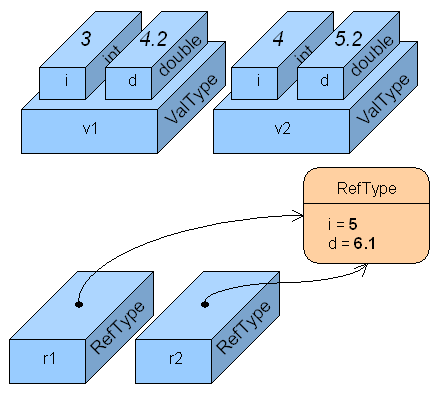 3 int 4.2 double
i d ValType
v1
4 int 5.2 double
i d ValType
v2
RefType
i = 5
d = 6.1
r1 RefType
r2 RefType